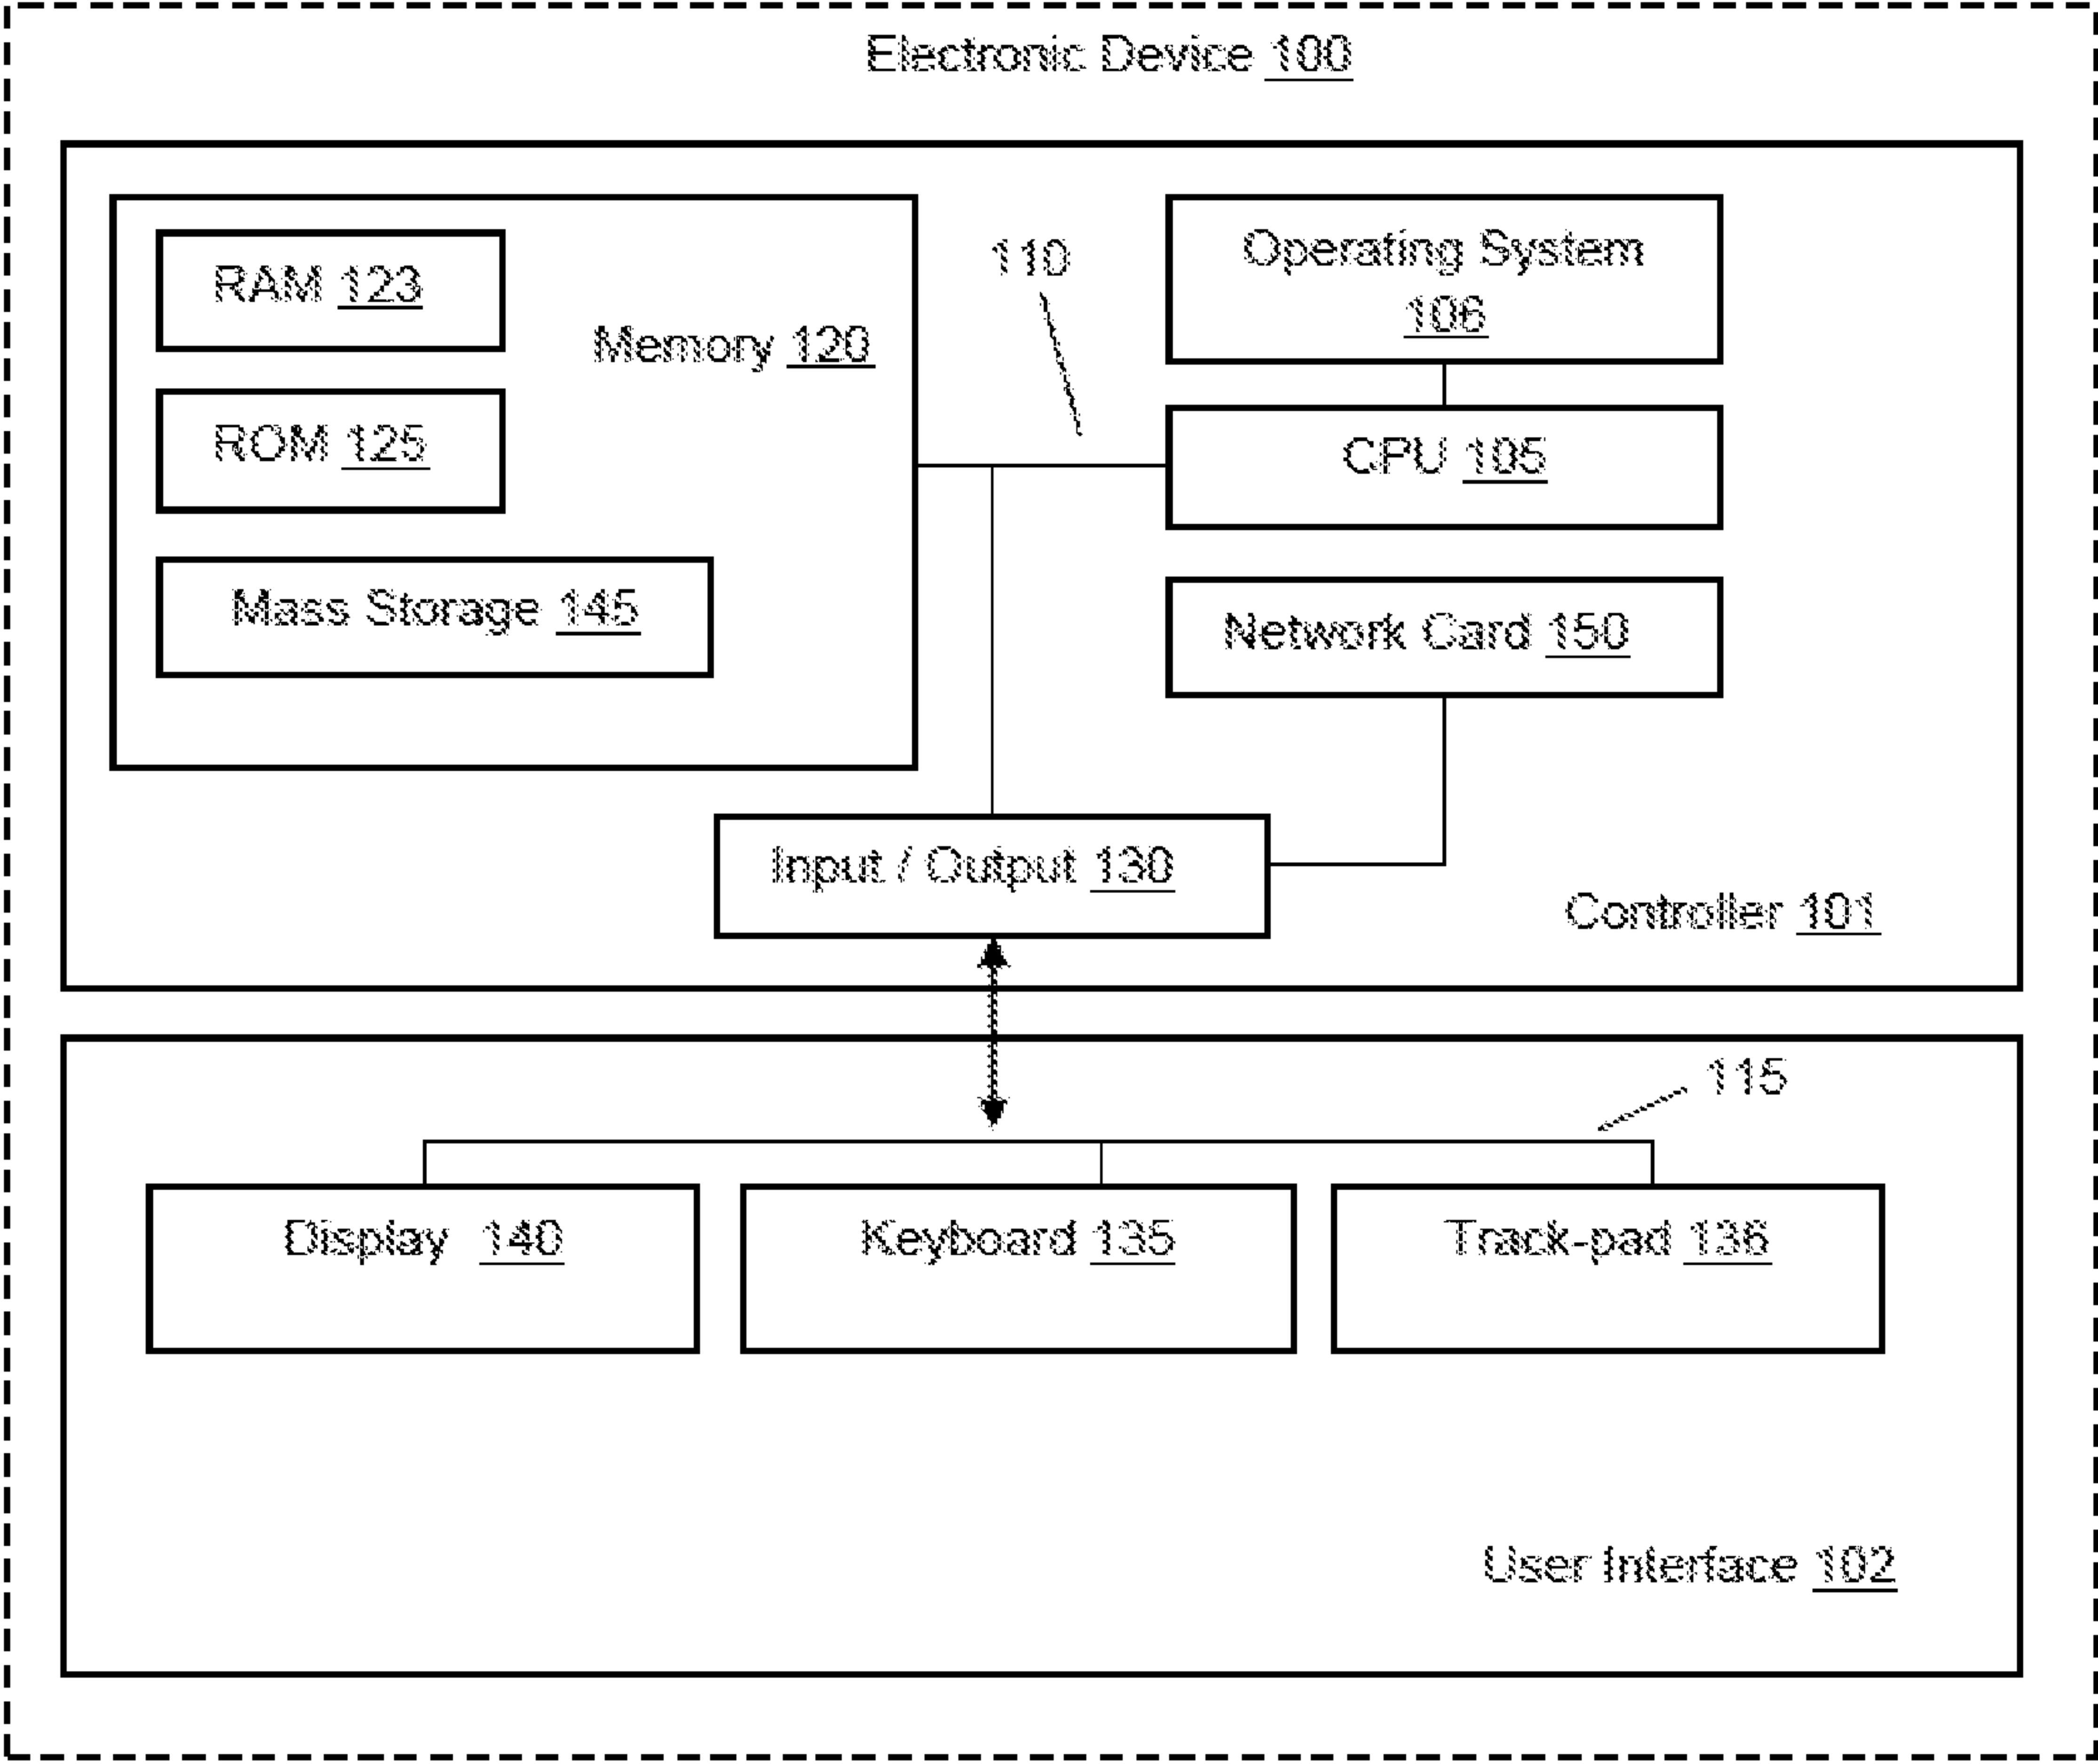 Electronic Device 100
RAM 123
Memory 120
ROM 125
Mass Storage 145
110
Operating System
106
CPU 105
Network Card 150
Input / Output 130
Controller 101
115
Display 140
Keyboard 135
Track-pad 136
User Interface 102